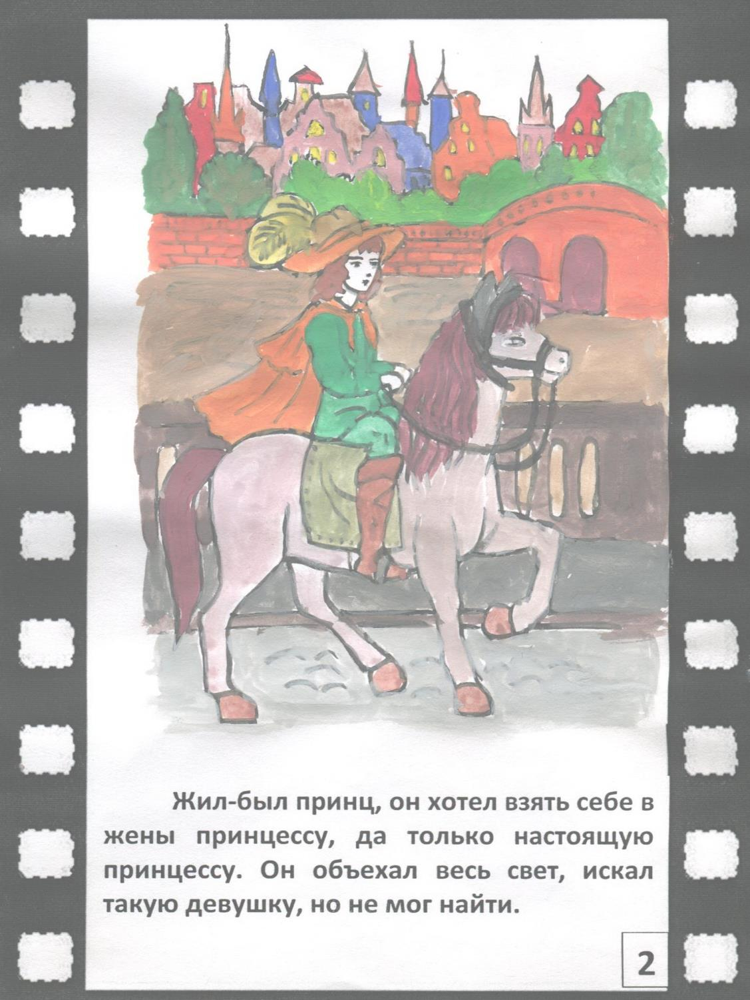 Жил-был принц, он хотел взять себе в
жены принцессу, да только настоящую
принцессу. Он объехал весь свет, искал
такую девушку, но не мог найти.
2